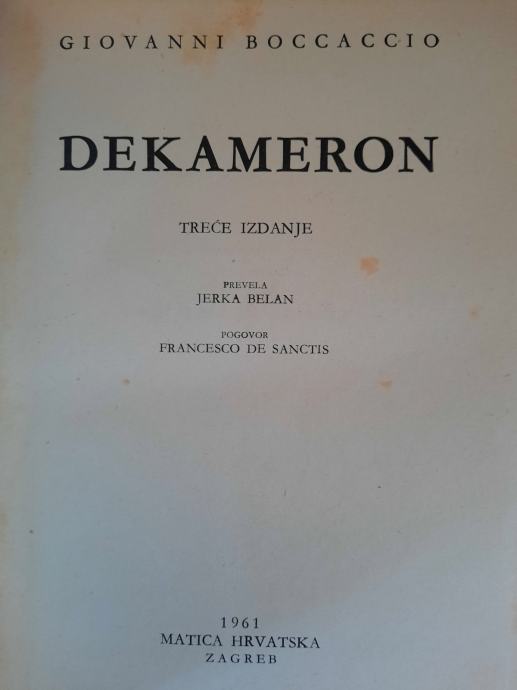 GIOVANNI BOCCACCIO
DEKAMERON
TREĆE IZDANJE
PREVELA
JERKA BELAN
POGOVOR
FRANCESCO DE SANCTIS
1961
MATICA HRVATSKA
ZAGREB